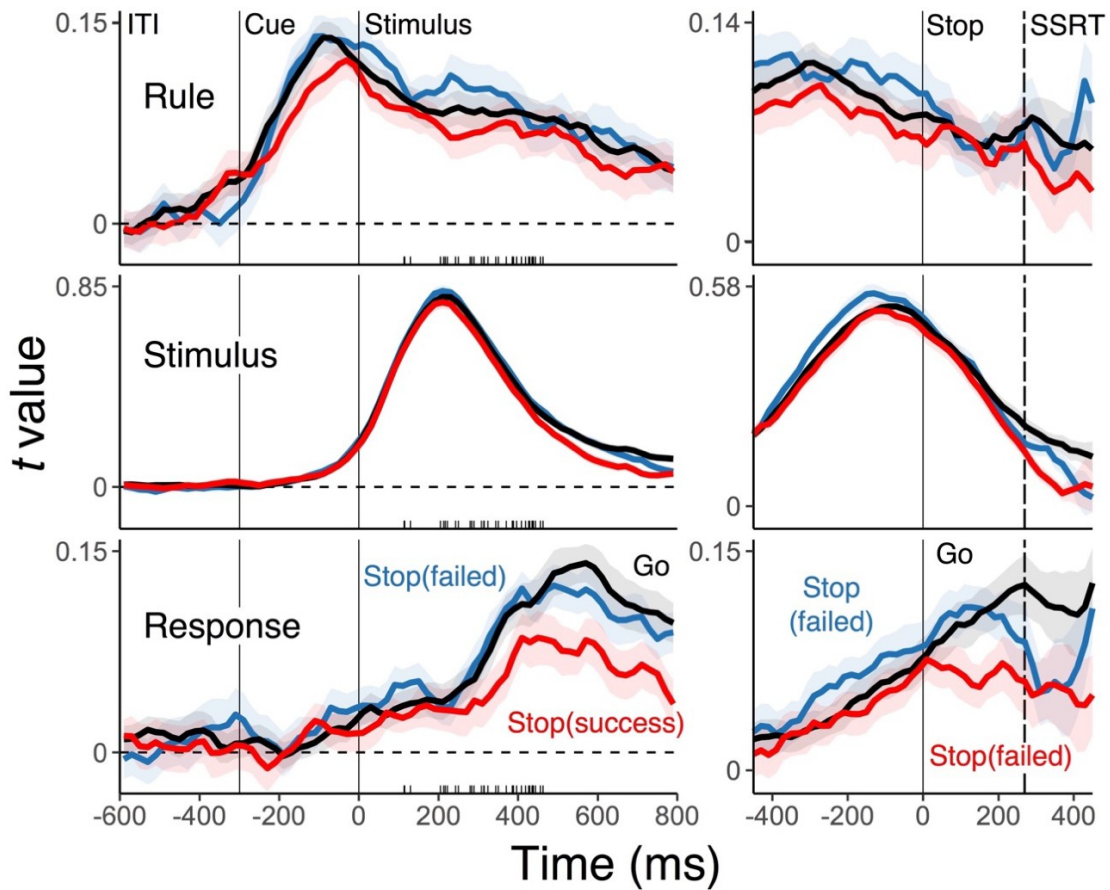 0.15 ITI Cue Stimulus 0.14 Stop SSRT
Rule
0 0
0.85 0.58
Stimulus
t value
0 0
0.15 Stop(failed) Go 0.15 Go
Stop
(failed)
Response
Stop(success) Stop(failed)
0 0
-600 -400 -200 0 200 400 600 800 -400 -200 0 200 400
Time (ms)